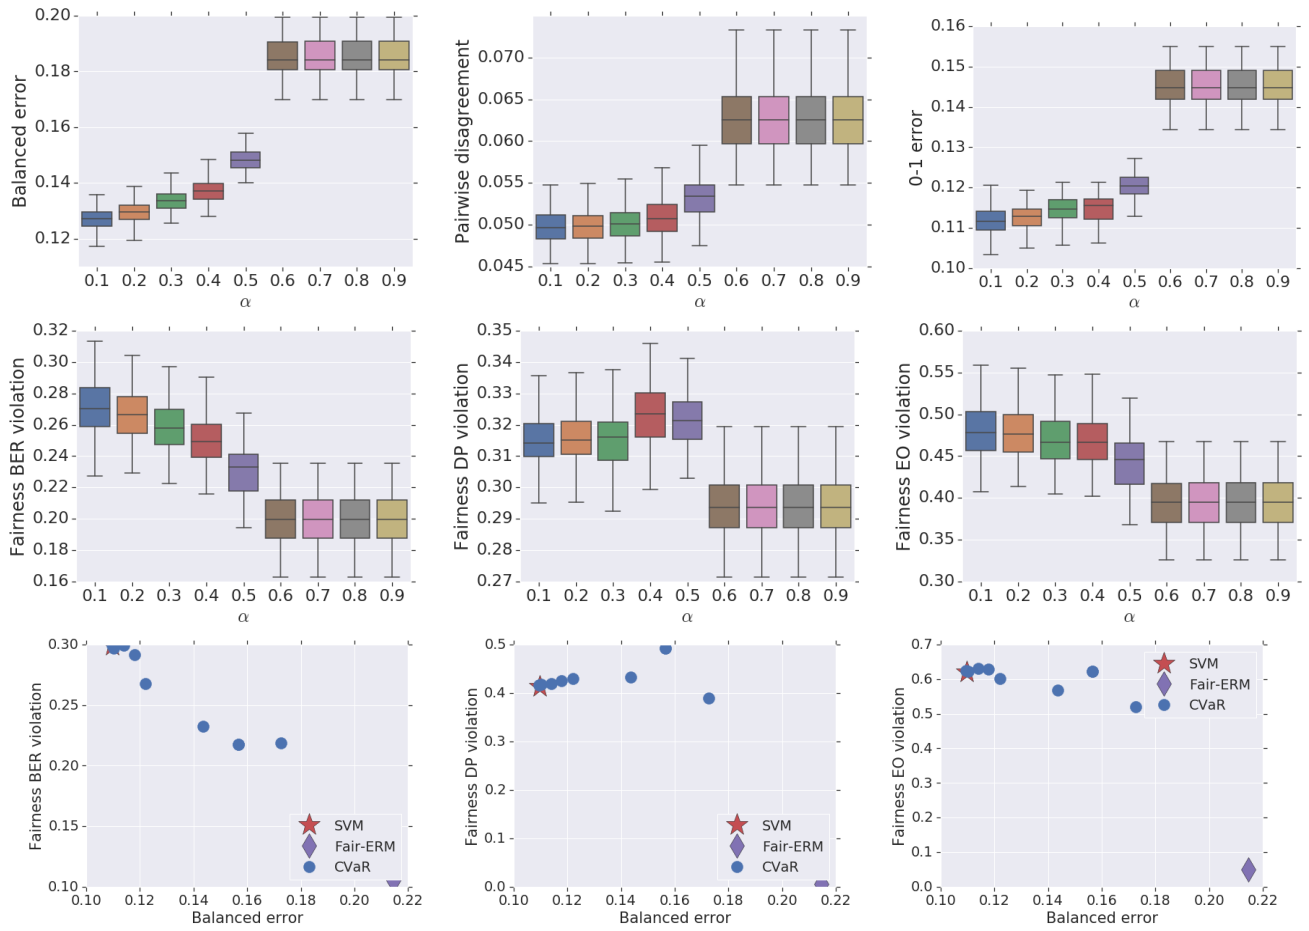 Balanced error
0.20
0.18
0.16
0.14
0.12
0.1 0.2 0.3 0.4 0.5 0.6 0.7 0.8 0.9
α
Pairwise disagreement
0.070
0.065
0.060
0.055
0.050
0.045
0.1 0.2 0.3 0.4 0.5 0.6 0.7 0.8 0.9
α
0-1 error
0.16
0.15
0.14
0.13
0.12
0.11
0.10
0.1 0.2 0.3 0.4 0.5 0.6 0.7 0.8 0.9
α
Fairness BER violation
0.32
0.30
0.28
0.26
0.24
0.22
0.20
0.18
0.16
0.1 0.2 0.3 0.4 0.5 0.6 0.7 0.8 0.9
α
Fairness DP violation
0.35
0.34
0.33
0.32
0.31
0.30
0.29
0.28
0.27
0.1 0.2 0.3 0.4 0.5 0.6 0.7 0.8 0.9
α
Fairness EO violation
0.60
0.55
0.50
0.45
0.40
0.35
0.30
0.1 0.2 0.3 0.4 0.5 0.6 0.7 0.8 0.9
α
Fairness BER violation
0.30
0.25
0.20
0.15
0.10
SVM
Fair-ERM
CVaR
0.10 0.12 0.14 0.16 0.18 0.20 0.22
Balanced error
Fairness DP violation
0.5
0.4
0.3
0.2
0.1
0.0
SVM
Fair-ERM
CVaR
0.10 0.12 0.14 0.16 0.18 0.20 0.22
Balanced error
Fairness EO violation
0.7
0.6
0.5
0.4
0.3
0.2
0.1
0.0
SVM
Fair-ERM
CVaR
0.10 0.12 0.14 0.16 0.18 0.20 0.22
Balanced error